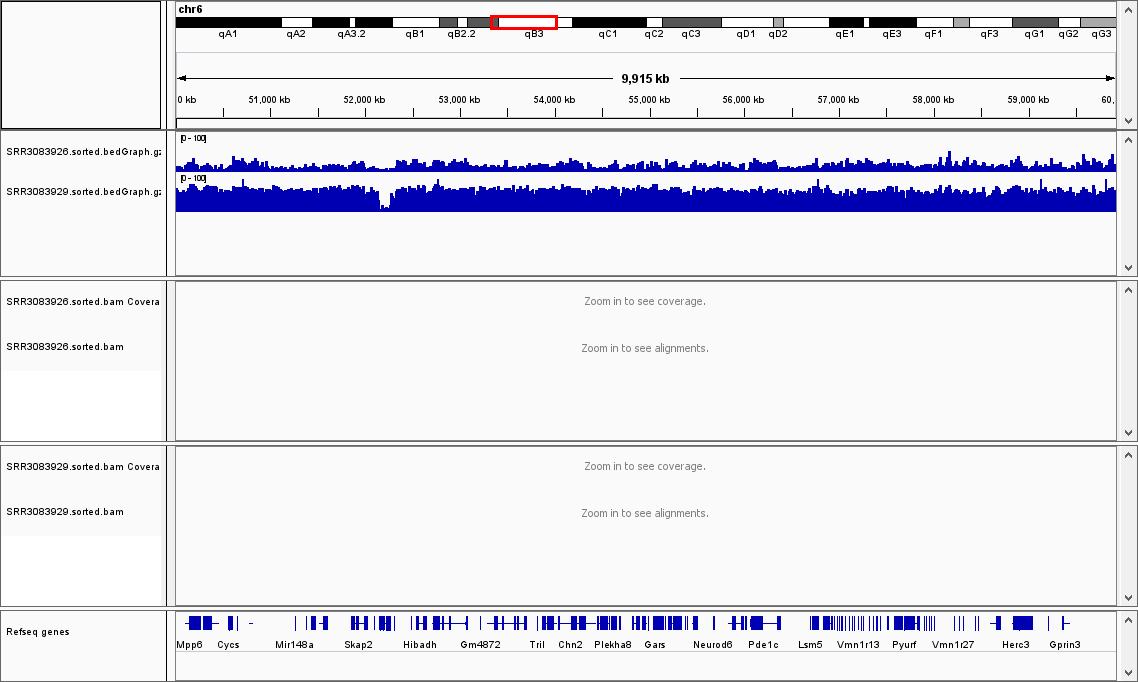 chr6
qA1 qA2 qA3.2 qB1 qB2.2 qB3 qC1 qC2 qC3 qD1 qD2 qE1 qE3 qF1 qF3 qG1 qG2 qG3
9,915 kb
0 kb 51,000 kb 52,000 kb 53,000 kb 54,000 kb 55,000 kb 56,000 kb 57,000 kb 58,000 kb 59,000 kb 60,
[0 - 100]
SRR3083926.sorted.bedGraph.gz
[0 - 100]
SRR3083929.sorted.bedGraph.gz
SRR3083926.sorted.bam Covera
Zoom in to see coverage.
SRR3083926.sorted.bam
Zoom in to see alignments.
SRR3083929.sorted.bam Covera
Zoom in to see coverage.
SRR3083929.sorted.bam
Zoom in to see alignments.
Refseq genes
Mpp6 Cycs Mir148a Skap2 Hibadh Gm4872 Tril Chn2 Plekha8 Gars Neurod6 Pde1c Lsm5 Vmn1r13 Pyurf Vmn1r27 Herc3 Gprin3